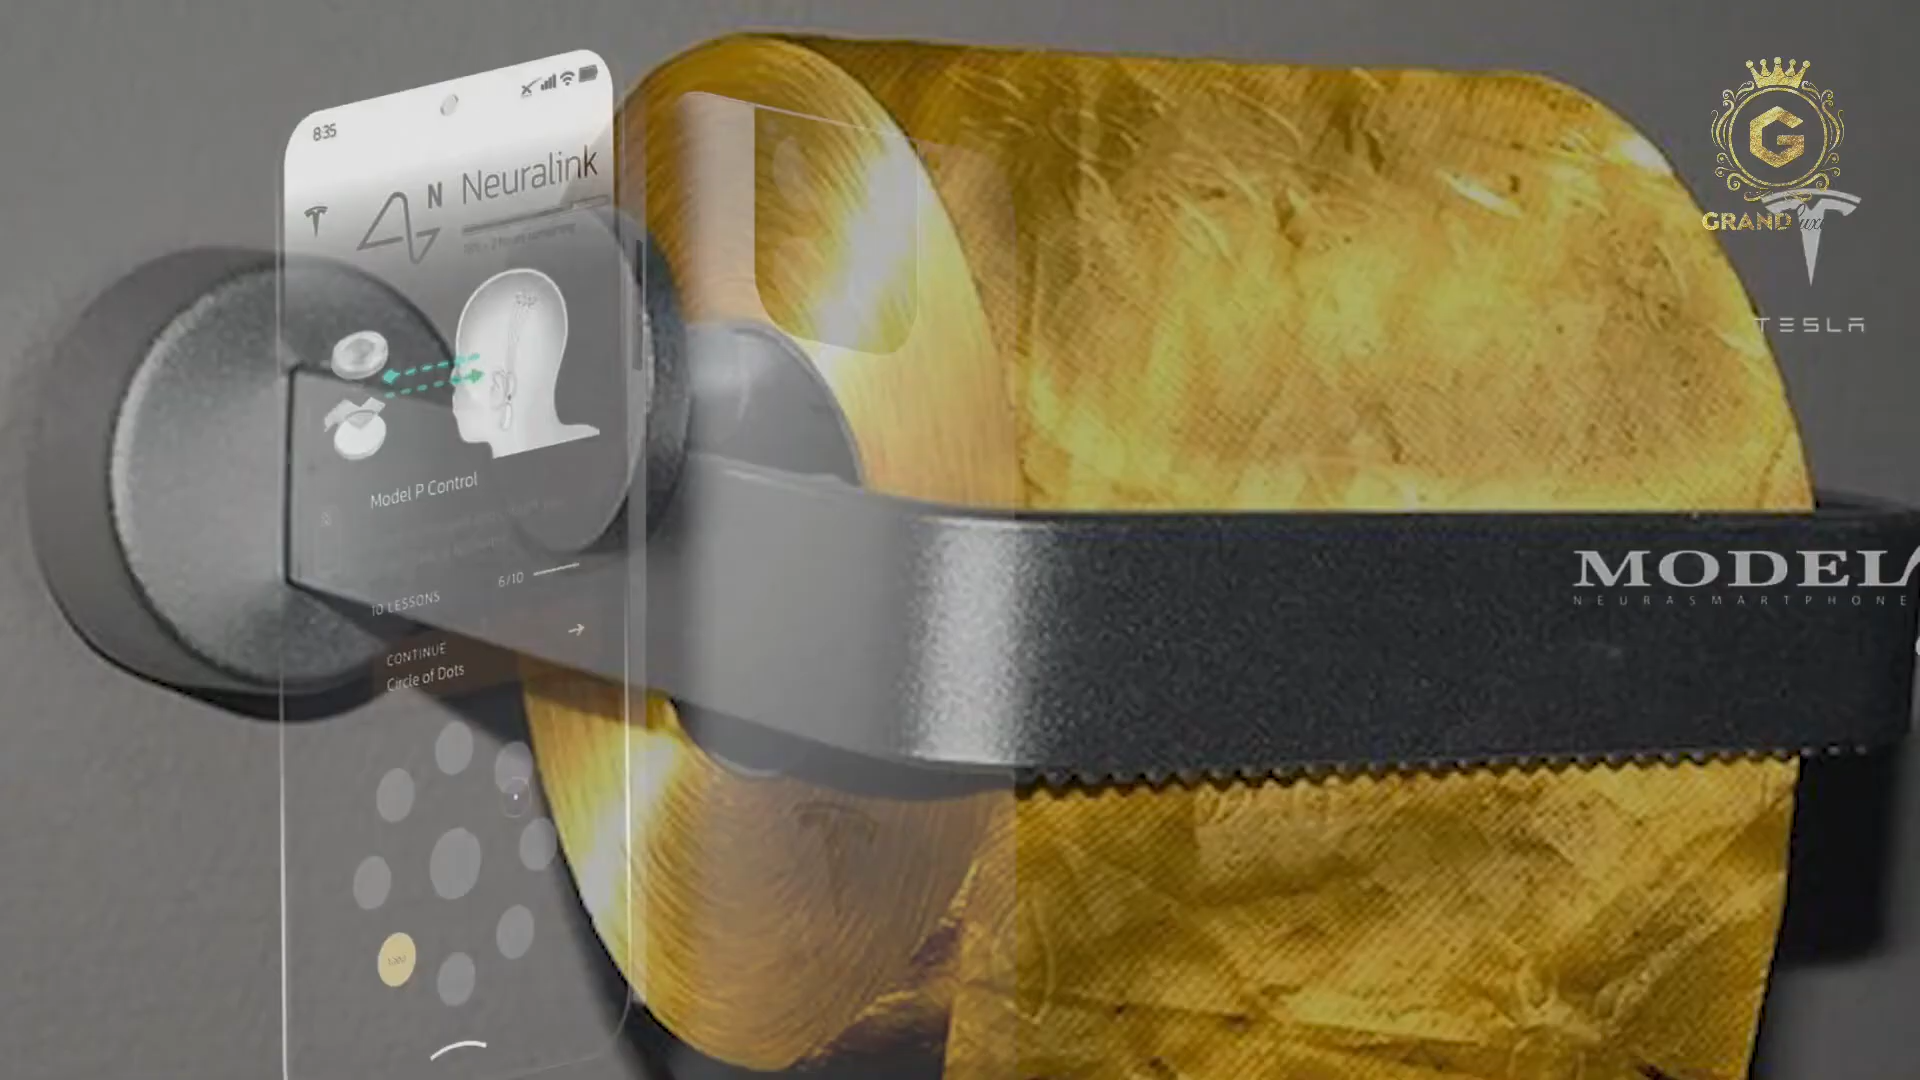 8:35
N Neuralink
Model P Control
6/10
10 LESSONS
CONTINUE
Circle of Dots
G
GRAND
TESLA
MODEL
NEURASMARTPHONE